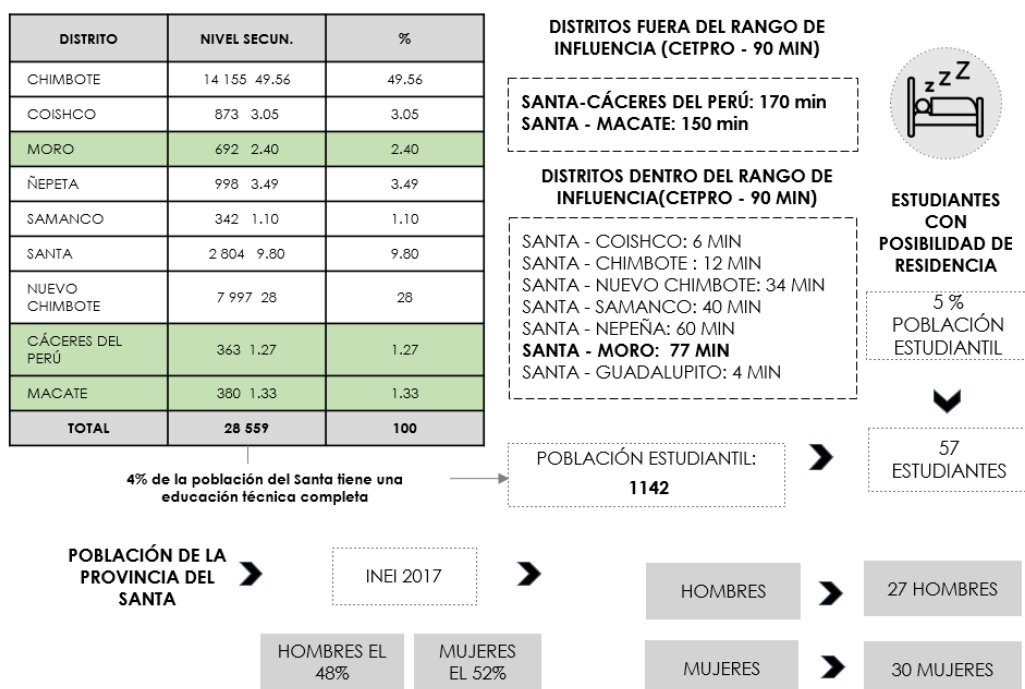 DISTRITO NIVEL SECUN. %
CHIMBOTE 14 155 49.56 49.56
COISHCO 873 3.05 3.05
MORO 692 2.40 2.40
ÑEPETA 998 3.49 3.49
SAMANCO 342 1.10 1.10
SANTA 2 804 9.80 9.80
NUEVO
CHIMBOTE 7 997 28 28
CÁCERES DEL
PERÚ 363 1.27 1.27
MACATE 380 1.33 1.33
TOTAL 28 559 100
4% de la población del Santa tiene una
educación técnica completa
DISTRITOS FUERA DEL RANGO DE
INFLUENCIA (CETPRO - 90 MIN)
SANTA-CÁCERES DEL PERÚ: 170 min
SANTA - MACATE: 150 min
DISTRITOS DENTRO DEL RANGO DE
INFLUENCIA(CETPRO - 90 MIN)
SANTA - COISHCO: 6 MIN
SANTA - CHIMBOTE : 12 MIN
SANTA - NUEVO CHIMBOTE: 34 MIN
SANTA - SAMANCO: 40 MIN
SANTA - NEPEÑA: 60 MIN
SANTA - MORO: 77 MIN
SANTA - GUADALUPITO: 4 MIN
POBLACIÓN ESTUDIANTIL:
1142
z z Z
ESTUDIANTES
CON
POSIBILIDAD DE
RESIDENCIA
5 %
POBLACIÓN
ESTUDIANTIL
57
ESTUDIANTES
POBLACIÓN DE LA
PROVINCIA DEL
SANTA
INEI 2017
HOMBRES EL
48%
MUJERES
EL 52%
HOMBRES
27 HOMBRES
MUJERES
30 MUJERES